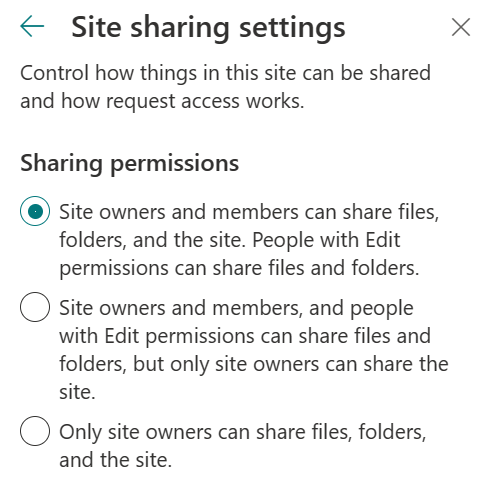 Site sharing settings
Control how things in this site can be shared
and how request access works.
Sharing permissions
Site owners and members can share files,
folders, and the site. People with Edit
permissions can share files and folders.
Site owners and members, and people
with Edit permissions can share files and
folders, but only site owners can share the
site.
Only site owners can share files, folders,
and the site.